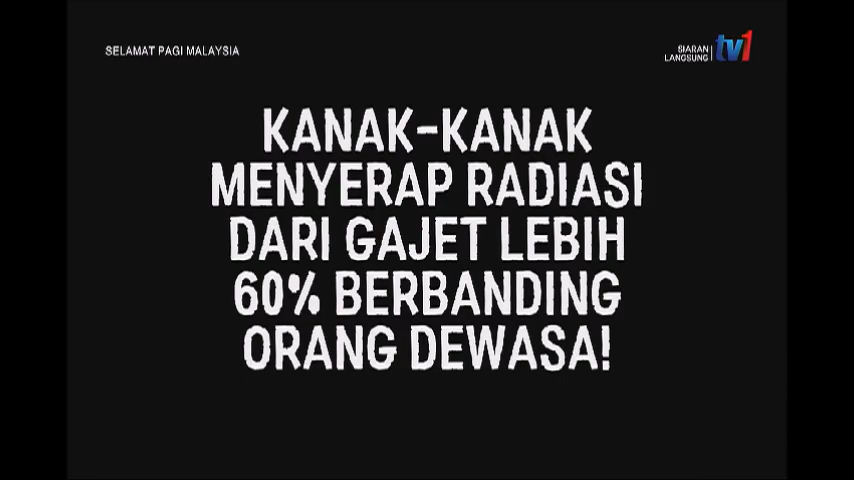 SELAMAT PAGI MALAYSIA
SIARAN
LANGSUNG
tv1
KANAK-KANAK
MENYERAP RADIASI
DARI GAJET LEBIH
60% BERBANDING
ORANG DEWASA!